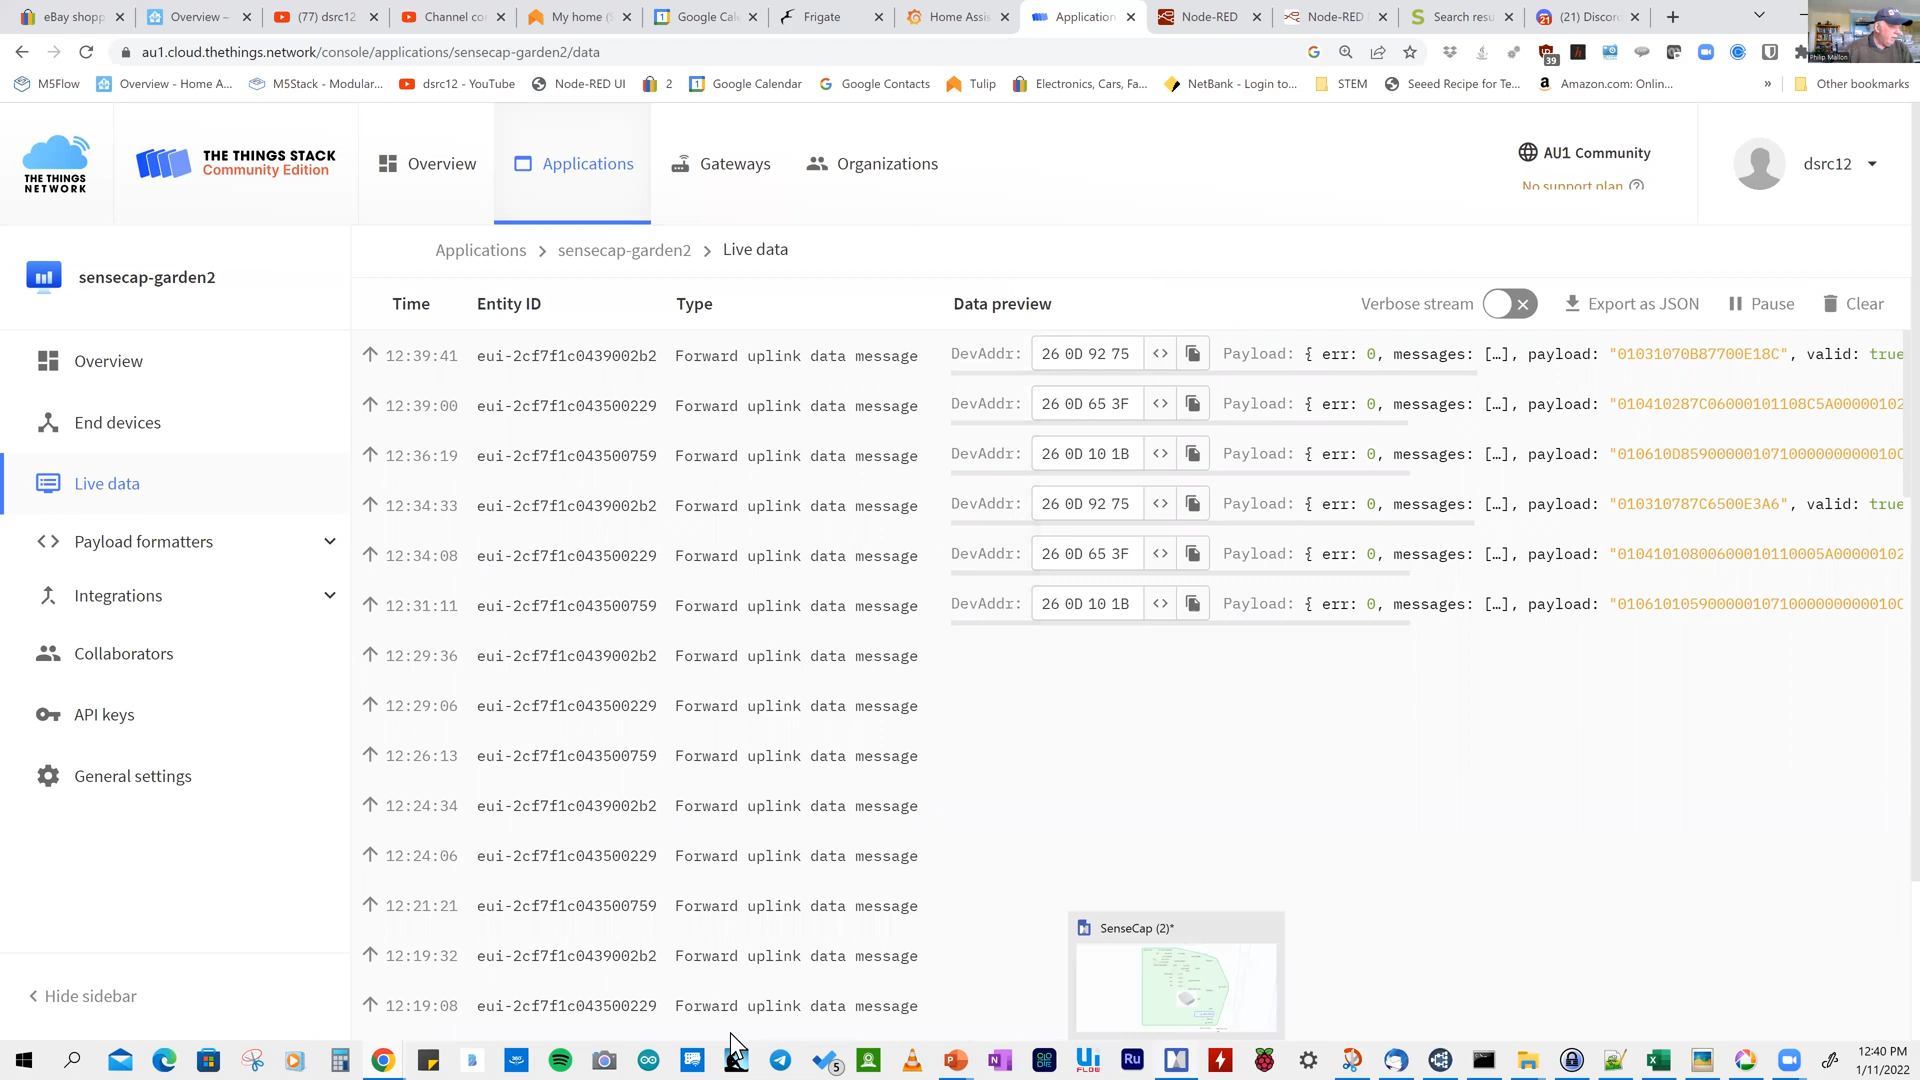 eBay shopp
Overview –
(77) dsrc12
Channel co
My home (
Google Cal
Frigate
Home Assis
Application
Node-RED
Node-RED
Search resu
(21) Discor
au1.cloud.thethings.network/console/applications/sensecap-garden2/data
39
Philip Mallon
M5Flow
Overview - Home A...
M5Stack - Modular...
dsrc12 - YouTube
Node-RED UI
2
Google Calendar
Google Contacts
Tulip
Electronics, Cars, Fa...
NetBank - Login to...
STEM
Seeed Recipe for Te...
Amazon.com: Onlin...
»
Other bookmarks
THE THINGS NETWORK
THE THINGS STACK
Community Edition
Overview
Applications
Gateways
Organizations
AU1 Community
No support plan
dsrc12
sensecap-garden2
Applications > sensecap-garden2 > Live data
Time
Entity ID
Type
Data preview
Verbose stream
Export as JSON
Pause
Clear
Overview
End devices
Live data
Payload formatters
Integrations
Collaborators
API keys
General settings
Hide sidebar
12:39:41 eui-2cf7f1c0439002b2 Forward uplink data message DevAddr: 26 0D 92 75 <> Payload: { err: 0, messages: […], payload: "01031070B87700E18C", valid: true
12:39:00 eui-2cf7f1c043500229 Forward uplink data message DevAddr: 26 0D 65 3F <> Payload: { err: 0, messages: […], payload: "010410287C06000101108C5A00000102
12:36:19 eui-2cf7f1c043500759 Forward uplink data message DevAddr: 26 0D 10 1B <> Payload: { err: 0, messages: […], payload: "010610D8590000010710000000000010C
12:34:33 eui-2cf7f1c0439002b2 Forward uplink data message DevAddr: 26 0D 92 75 <> Payload: { err: 0, messages: […], payload: "010310787C6500E3A6", valid: true
12:34:08 eui-2cf7f1c043500229 Forward uplink data message DevAddr: 26 0D 65 3F <> Payload: { err: 0, messages: […], payload: "01041010800600010110005A00000102
12:31:11 eui-2cf7f1c043500759 Forward uplink data message DevAddr: 26 0D 10 1B <> Payload: { err: 0, messages: […], payload: "01061010590000010710000000000010C
12:29:36 eui-2cf7f1c0439002b2 Forward uplink data message
12:29:06 eui-2cf7f1c043500229 Forward uplink data message
12:26:13 eui-2cf7f1c043500759 Forward uplink data message
12:24:34 eui-2cf7f1c0439002b2 Forward uplink data message
12:24:06 eui-2cf7f1c043500229 Forward uplink data message
12:21:21 eui-2cf7f1c043500759 Forward uplink data message
12:19:32 eui-2cf7f1c0439002b2 Forward uplink data message
12:19:08 eui-2cf7f1c043500229 Forward uplink data message
SenseCap (2)*
5
Ui
FLOW
Ru
12:40 PM
1/11/2022